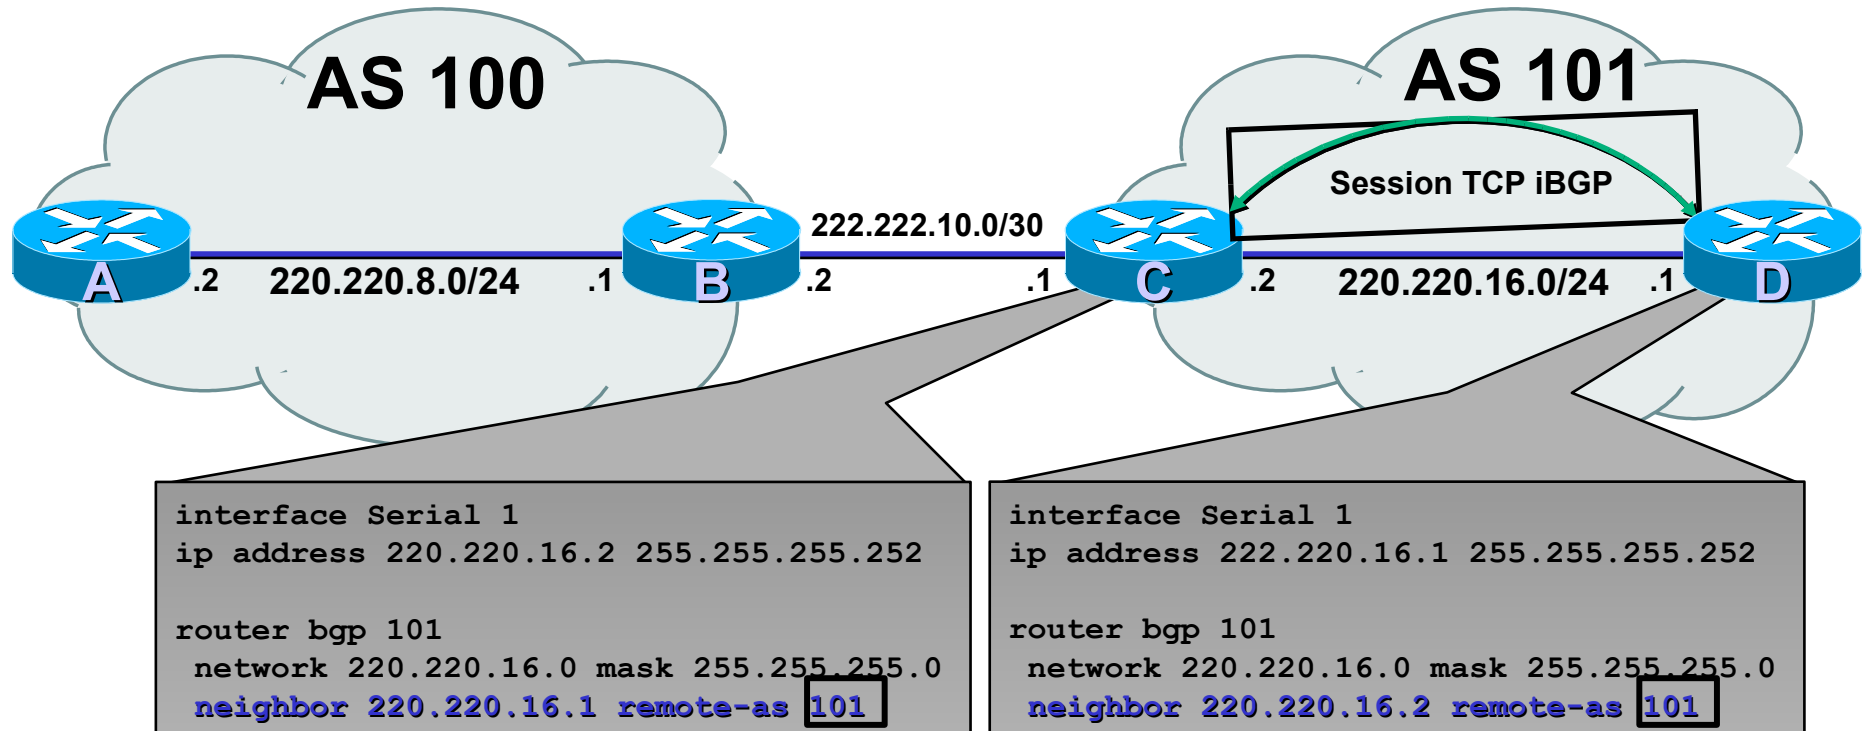 AS 100
AS 101
Session TCP iBGP
222.222.10.0/30
A
.2
220.220.8.0/24
.1
B
.2
.1
C
.2
220.220.16.0/24
.1
D
interface Serial 1
ip address 220.220.16.2 255.255.255.252
router bgp 101
network 220.220.16.0 mask 255.255.255.0
neighbor 220.220.16.1 remote-as 101
interface Serial 1
ip address 222.220.16.1 255.255.255.252
router bgp 101
network 220.220.16.0 mask 255.255.255.0
neighbor 220.220.16.2 remote-as 101